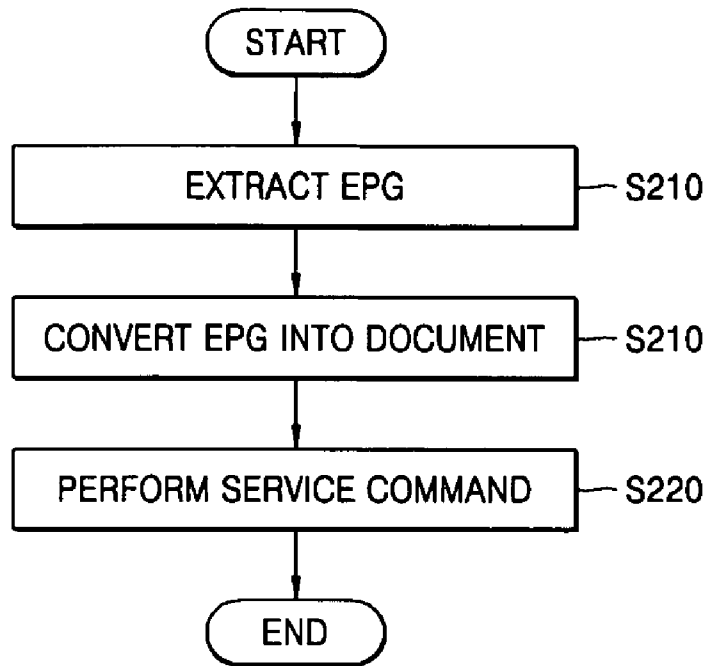 START
EXTRACT EPG
S210
CONVERT EPG INTO DOCUMENT
S210
PERFORM SERVICE COMMAND
S220
END